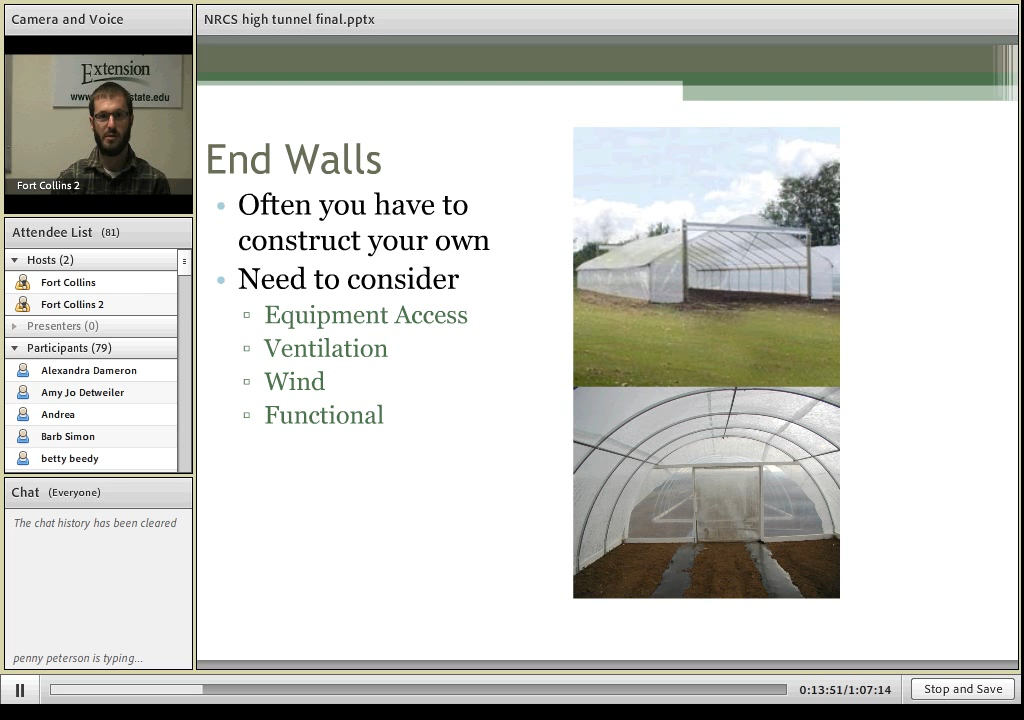 Camera and Voice
Extension
www. state.edu
Fort Collins 2
Attendee List (81)
Hosts (2)
Fort Collins
Fort Collins 2
Presenters (0)
Participants (79)
Alexandra Dameron
Amy Jo Detweiler
Andrea
Barb Simon
betty beedy
Chat (Everyone)
The chat history has been cleared
penny peterson is typing...
NRCS high tunnel final.pptx
End Walls
Often you have to
construct your own
Need to consider
Equipment Access
Ventilation
Wind
Functional
0:13:51/1:07:14
Stop and Save